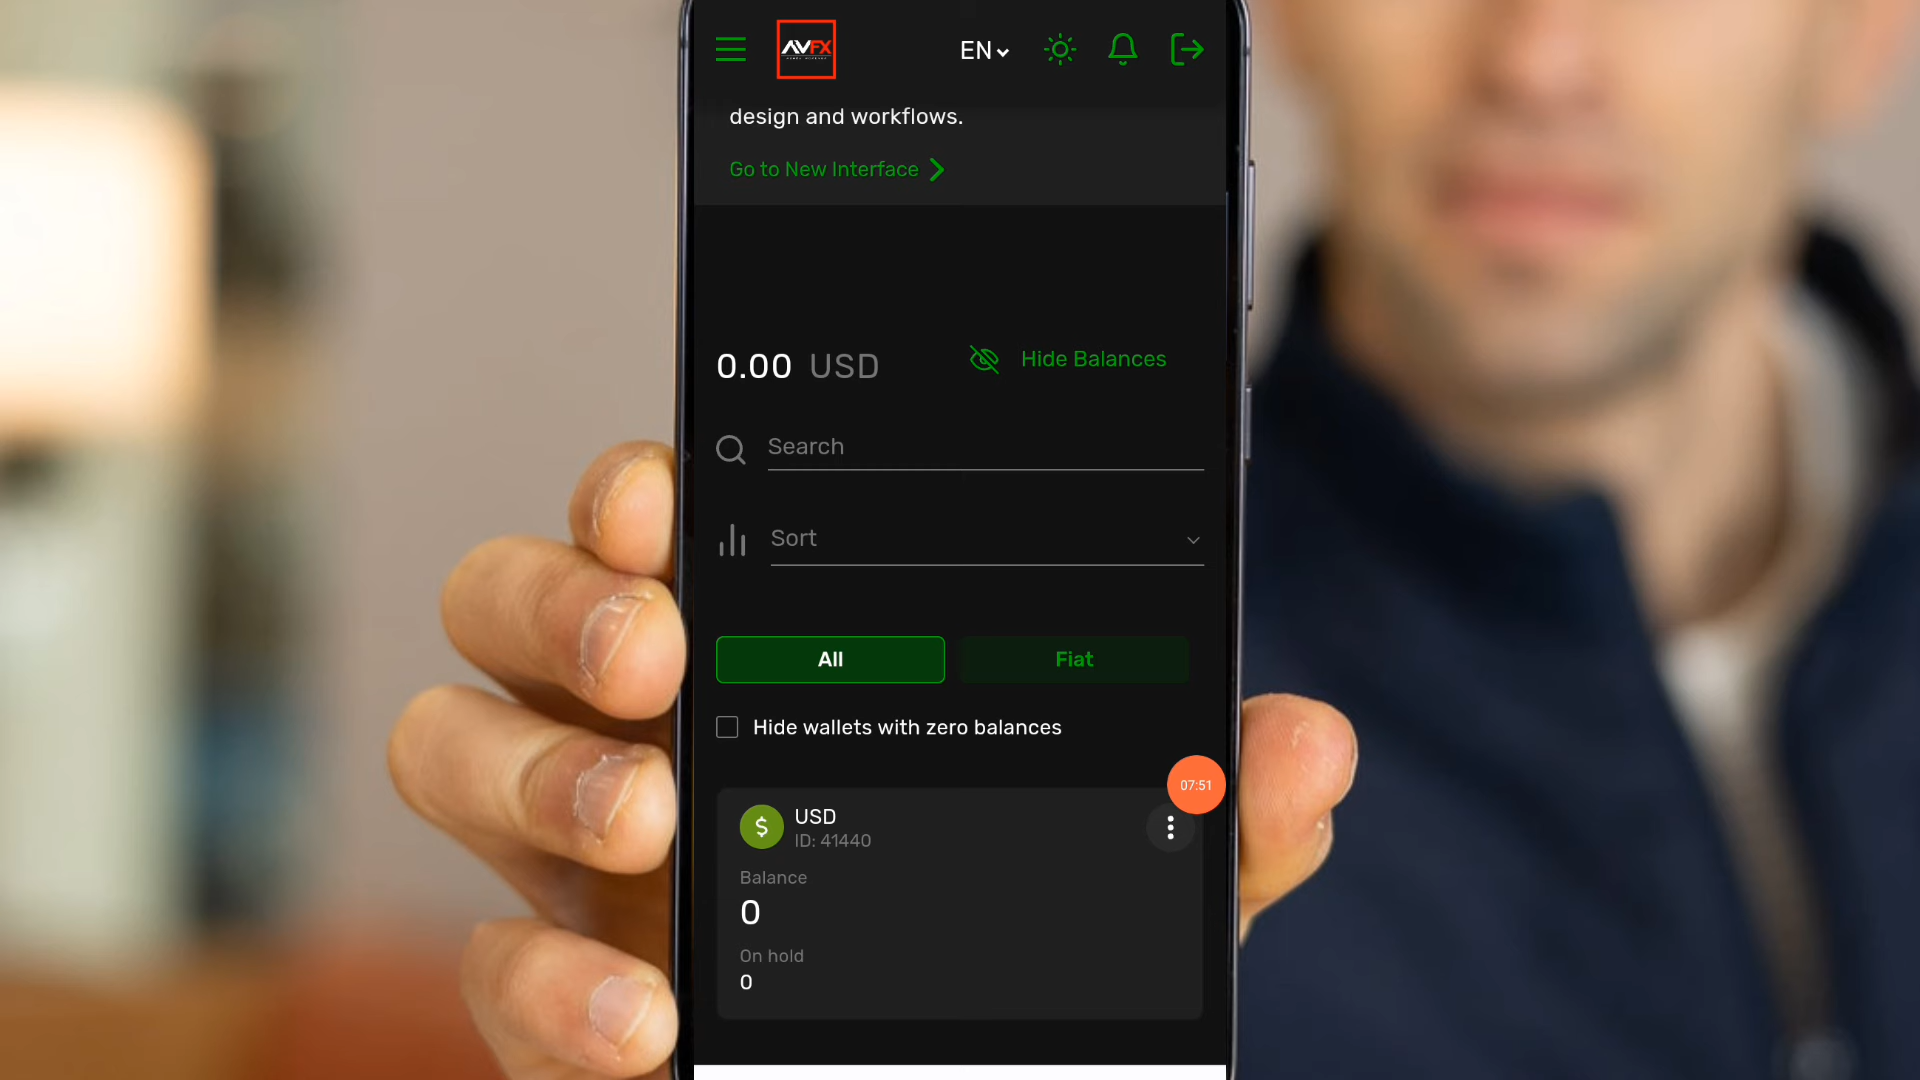 AVFX
EN
design and workflows.
Go to New Interface
0.00 USD
Hide Balances
Search
Sort
All
Fiat
Hide wallets with zero balances
07:51
USD
ID: 41440
$
Balance
0
On hold
0